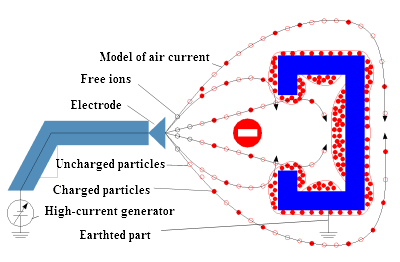 Model of air current
Free ions
Electrode
Uncharged particles
Charged particles
High-current generator
Earthted part